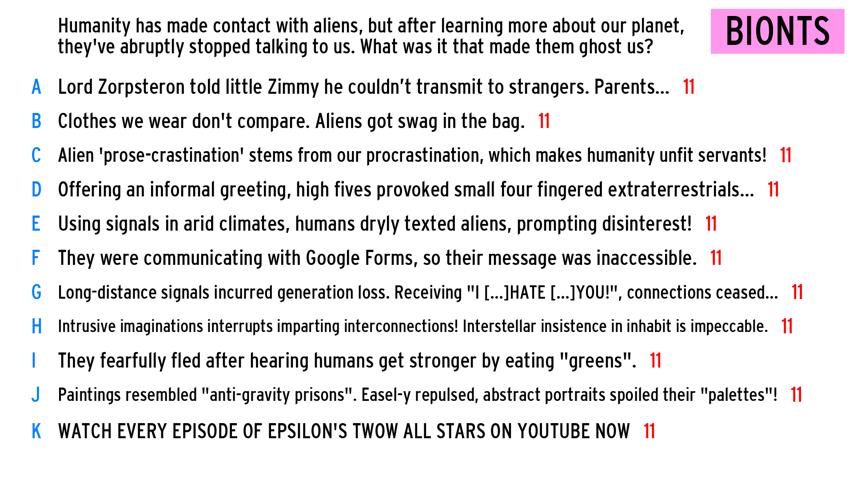 Humanity has made contact with aliens, but after learning more about our planet,
they've abruptly stopped talking to us. What was it that made them ghost us?
BIONTS
A Lord Zorpsteron told little Zimmy he couldn't transmit to strangers. Parents... 11
B Clothes we wear don't compare. Aliens got swag in the bag. 11
C Alien 'prose-crastination' stems from our procrastination, which makes humanity unfit servants! 11
D Offering an informal greeting, high fives provoked small four fingered extraterrestrials... 11
E Using signals in arid climates, humans dryly texted aliens, prompting disinterest! 11
F They were communicating with Google Forms, so their message was inaccessible. 11
G Long-distance signals incurred generation loss. Receiving "I [...]HATE [...]YOU!", connections ceased... 11
H Intrusive imaginations interrupts imparting interconnections! Interstellar insistence in inhabit is impeccable. 11
I They fearfully fled after hearing humans get stronger by eating "greens". 11
J Paintings resembled "anti-gravity prisons". Easel-y repulsed, abstract portraits spoiled their "palettes"! 11
K WATCH EVERY EPISODE OF EPSILON'S TWOW ALL STARS ON YOUTUBE NOW 11